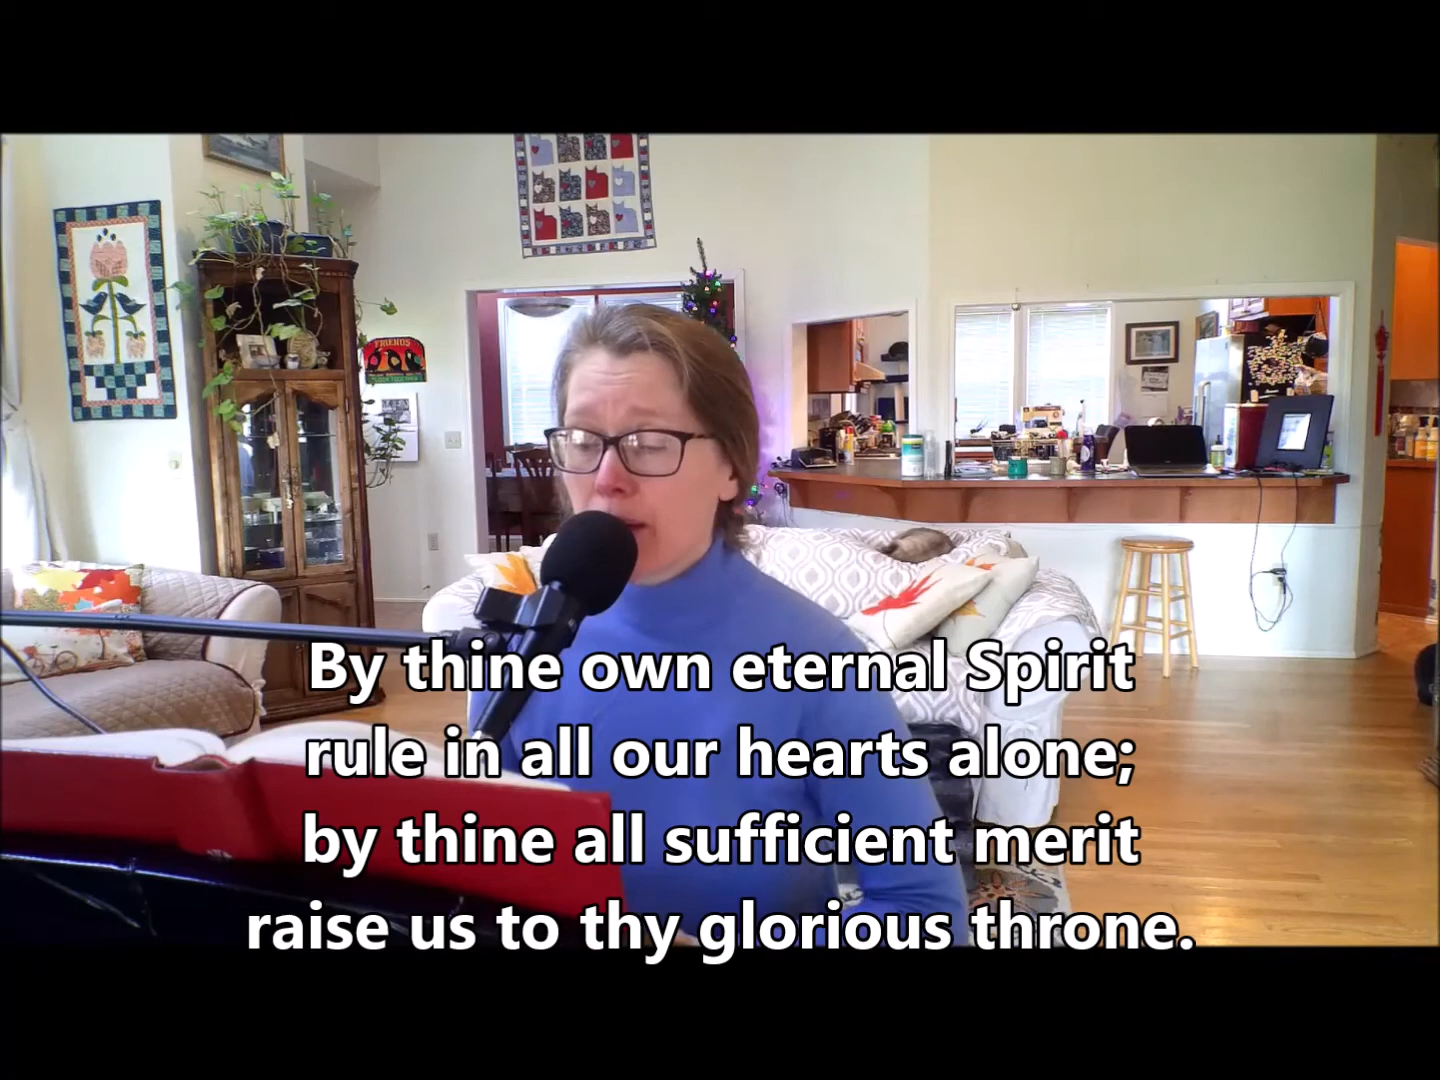 FRIENDS
By thine own eternal Spirit
rule in all our hearts alone;
by thine all sufficient merit
raise us to thy glorious throne.